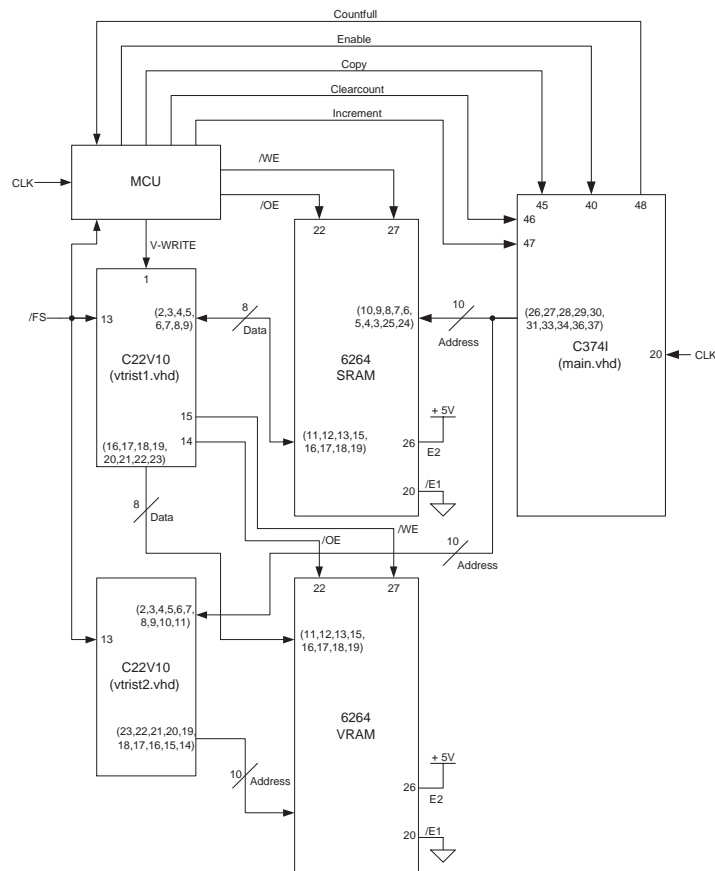 Countfull
Enable
Copy
Clearcount
Increment
CLK
MCU
/WE
/OE
45
40
48
46
47
22
27
V-WRITE
1
/FS
13
(2,3,4,5,
6,7,8,9)
8
Data
(10,9,8,7,6,
5,4,3,25,24)
10
Address
(26,27,28,29,30,
31,33,34,36,37)
C374I
(main.vhd)
20
CLK
C22V10
(vtrist1.vhd)
6264
SRAM
15
14
(16,17,18,19,
20,21,22,23)
(11,12,13,15,
16,17,18,19)
+ 5V
26
E2
20
/E1
8
Data
/WE
/OE
10
Address
22
27
(2,3,4,5,6,7,
8,9,10,11)
13
(11,12,13,15,
16,17,18,19)
C22V10
(vtrist2.vhd)
6264
VRAM
(23,22,21,20,19,
18,17,16,15,14)
10
Address
+ 5V
26
E2
20
/E1